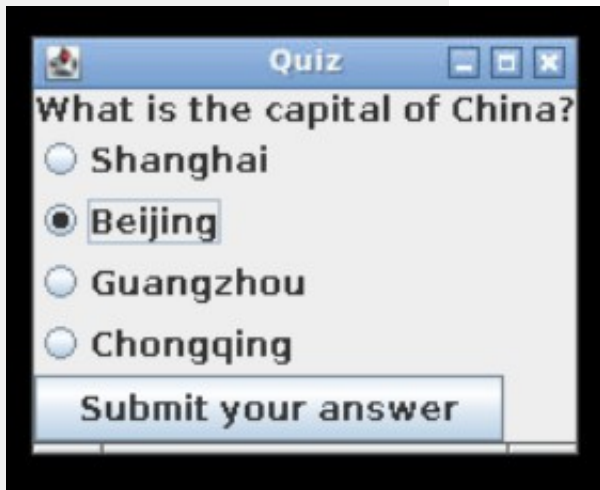 Quiz
What is the capital of China?
Shanghai
Beijing
Guangzhou
Chongqing
Submit your answer